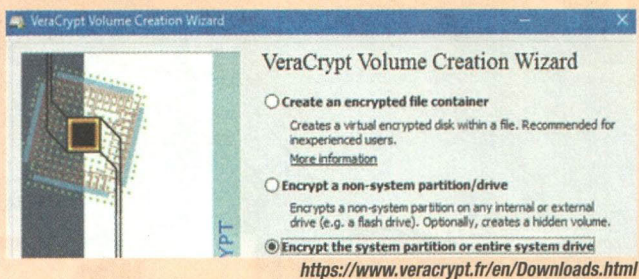 VeraCrypt Volume Creation Wizard
VeraCrypt Volume Creation Wizard
Create an encrypted file container
Creates a virtual encrypted disk within a file. Recommended for
inexperienced users.
More information
Encrypt a non-system partition/drive
Encrypts a non-system partition on any internal or external
drive (e.g. a flash drive). Optionally, creates a hidden volume.
Encrypt the system partition or entire system drive
YPT
https://www.veracrypt.fr/en/Downloads.html